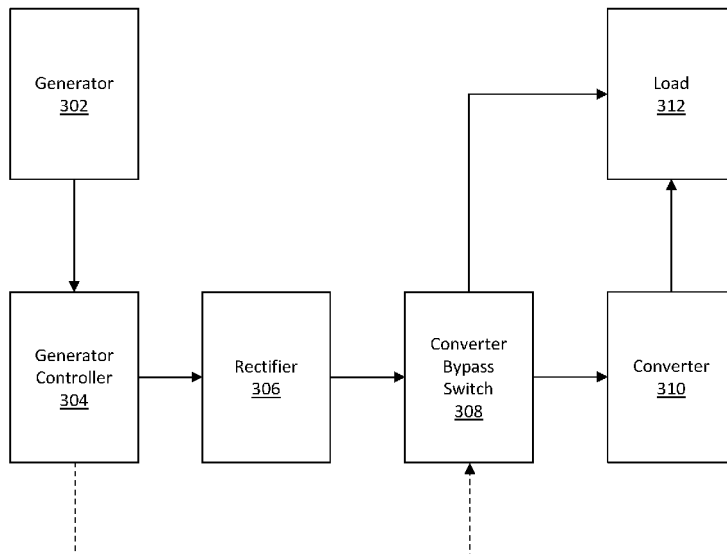 Generator
302
Load
312
Generator
Controller
304
Rectifier
306
Converter
Bypass
Switch
308
Converter
310